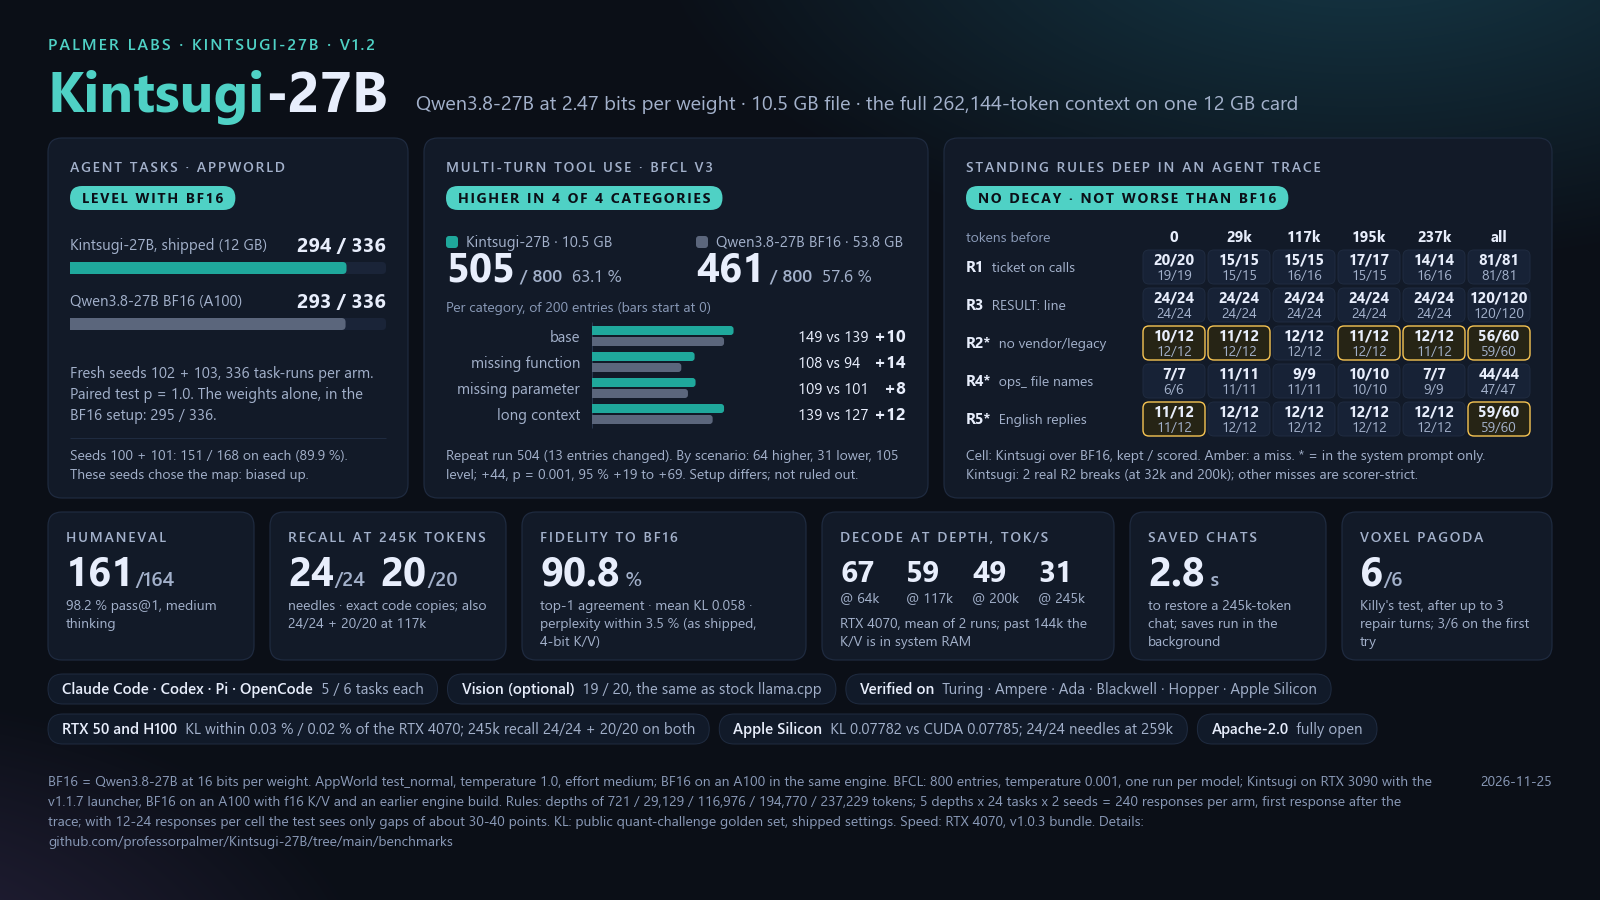 PALMER LABS · KINTSUGI-27B · V1.2
Kintsugi-27B
Qwen3.8-27B at 2.47 bits per weight · 10.5 GB file · the full 262,144-token context on one 12 GB card
AGENT TASKS · APPWORLD
LEVEL WITH BF16
Kintsugi-27B, shipped (12 GB) 294 / 336
Qwen3.8-27B BF16 (A100) 293 / 336
Fresh seeds 102 + 103, 336 task-runs per arm.
Paired test p = 1.0. The weights alone, in the
BF16 setup: 295 / 336.
Seeds 100 + 101: 151 / 168 on each (89.9 %).
These seeds chose the map: biased up.
MULTI-TURN TOOL USE · BFCL V3
HIGHER IN 4 OF 4 CATEGORIES
Kintsugi-27B · 10.5 GB
505 / 800 63.1 %
Qwen3.8-27B BF16 · 53.8 GB
461 / 800 57.6 %
Per category, of 200 entries (bars start at 0)
base 149 vs 139 +10
missing function 108 vs 94 +14
missing parameter 109 vs 101 +8
long context 139 vs 127 +12
Repeat run 504 (13 entries changed). By scenario: 64 higher, 31 lower, 105
level; +44, p = 0.001, 95 % +19 to +69. Setup differs; not ruled out.
STANDING RULES DEEP IN AN AGENT TRACE
NO DECAY · NOT WORSE THAN BF16
tokens before 0 29k 117k 195k 237k all
R1 ticket on calls
20/20 15/15 15/15 17/17 14/14 81/81
19/19 15/15 16/16 15/15 16/16 81/81
R3 RESULT: line
24/24 24/24 24/24 24/24 24/24 120/120
24/24 24/24 24/24 24/24 24/24 120/120
R2* no vendor/legacy
10/12 11/12 12/12 11/12 12/12 56/60
12/12 12/12 12/12 12/12 11/12 59/60
R4* ops_ file names
7/7 11/11 9/9 10/10 7/7 44/44
6/6 11/11 11/11 10/10 9/9 47/47
R5* English replies
11/12 12/12 12/12 12/12 12/12 59/60
11/12 12/12 12/12 12/12 12/12 59/60
Cell: Kintsugi over BF16, kept / scored. Amber: a miss. * = in the system prompt only.
Kintsugi: 2 real R2 breaks (at 32k and 200k); other misses are scorer-strict.
HUMANEVAL
161/164
98.2 % pass@1, medium
thinking
RECALL AT 245K TOKENS
24/24 20/20
needles · exact code copies; also
24/24 + 20/20 at 117k
FIDELITY TO BF16
90.8 %
top-1 agreement · mean KL 0.058 ·
perplexity within 3.5 % (as shipped,
4-bit K/V)
DECODE AT DEPTH, TOK/S
67 59 49 31
@ 64k @ 117k @ 200k @ 245k
RTX 4070, mean of 2 runs; past 144k the
K/V is in system RAM
SAVED CHATS
2.8 s
to restore a 245k-token
chat; saves run in the
background
VOXEL PAGODA
6/6
Killy's test, after up to 3
repair turns; 3/6 on the first
try
Claude Code · Codex · Pi · OpenCode 5 / 6 tasks each
Vision (optional) 19 / 20, the same as stock llama.cpp
Verified on Turing · Ampere · Ada · Blackwell · Hopper · Apple Silicon
RTX 50 and H100 KL within 0.03 % / 0.02 % of the RTX 4070; 245k recall 24/24 + 20/20 on both
Apple Silicon KL 0.07782 vs CUDA 0.07785; 24/24 needles at 259k
Apache-2.0 fully open
BF16 = Qwen3.8-27B at 16 bits per weight. AppWorld test_normal, temperature 1.0, effort medium; BF16 on an A100 in the same engine. BFCL: 800 entries, temperature 0.001, one run per model; Kintsugi on RTX 3090 with the
v1.1.7 launcher, BF16 on an A100 with f16 K/V and an earlier engine build. Rules: depths of 721 / 29,129 / 116,976 / 194,770 / 237,229 tokens; 5 depths x 24 tasks x 2 seeds = 240 responses per arm, first response after the
trace; with 12-24 responses per cell the test sees only gaps of about 30-40 points. KL: public quant-challenge golden set, shipped settings. Speed: RTX 4070, v1.0.3 bundle. Details:
github.com/professorpalmer/Kintsugi-27B/tree/main/benchmarks
2026-11-25